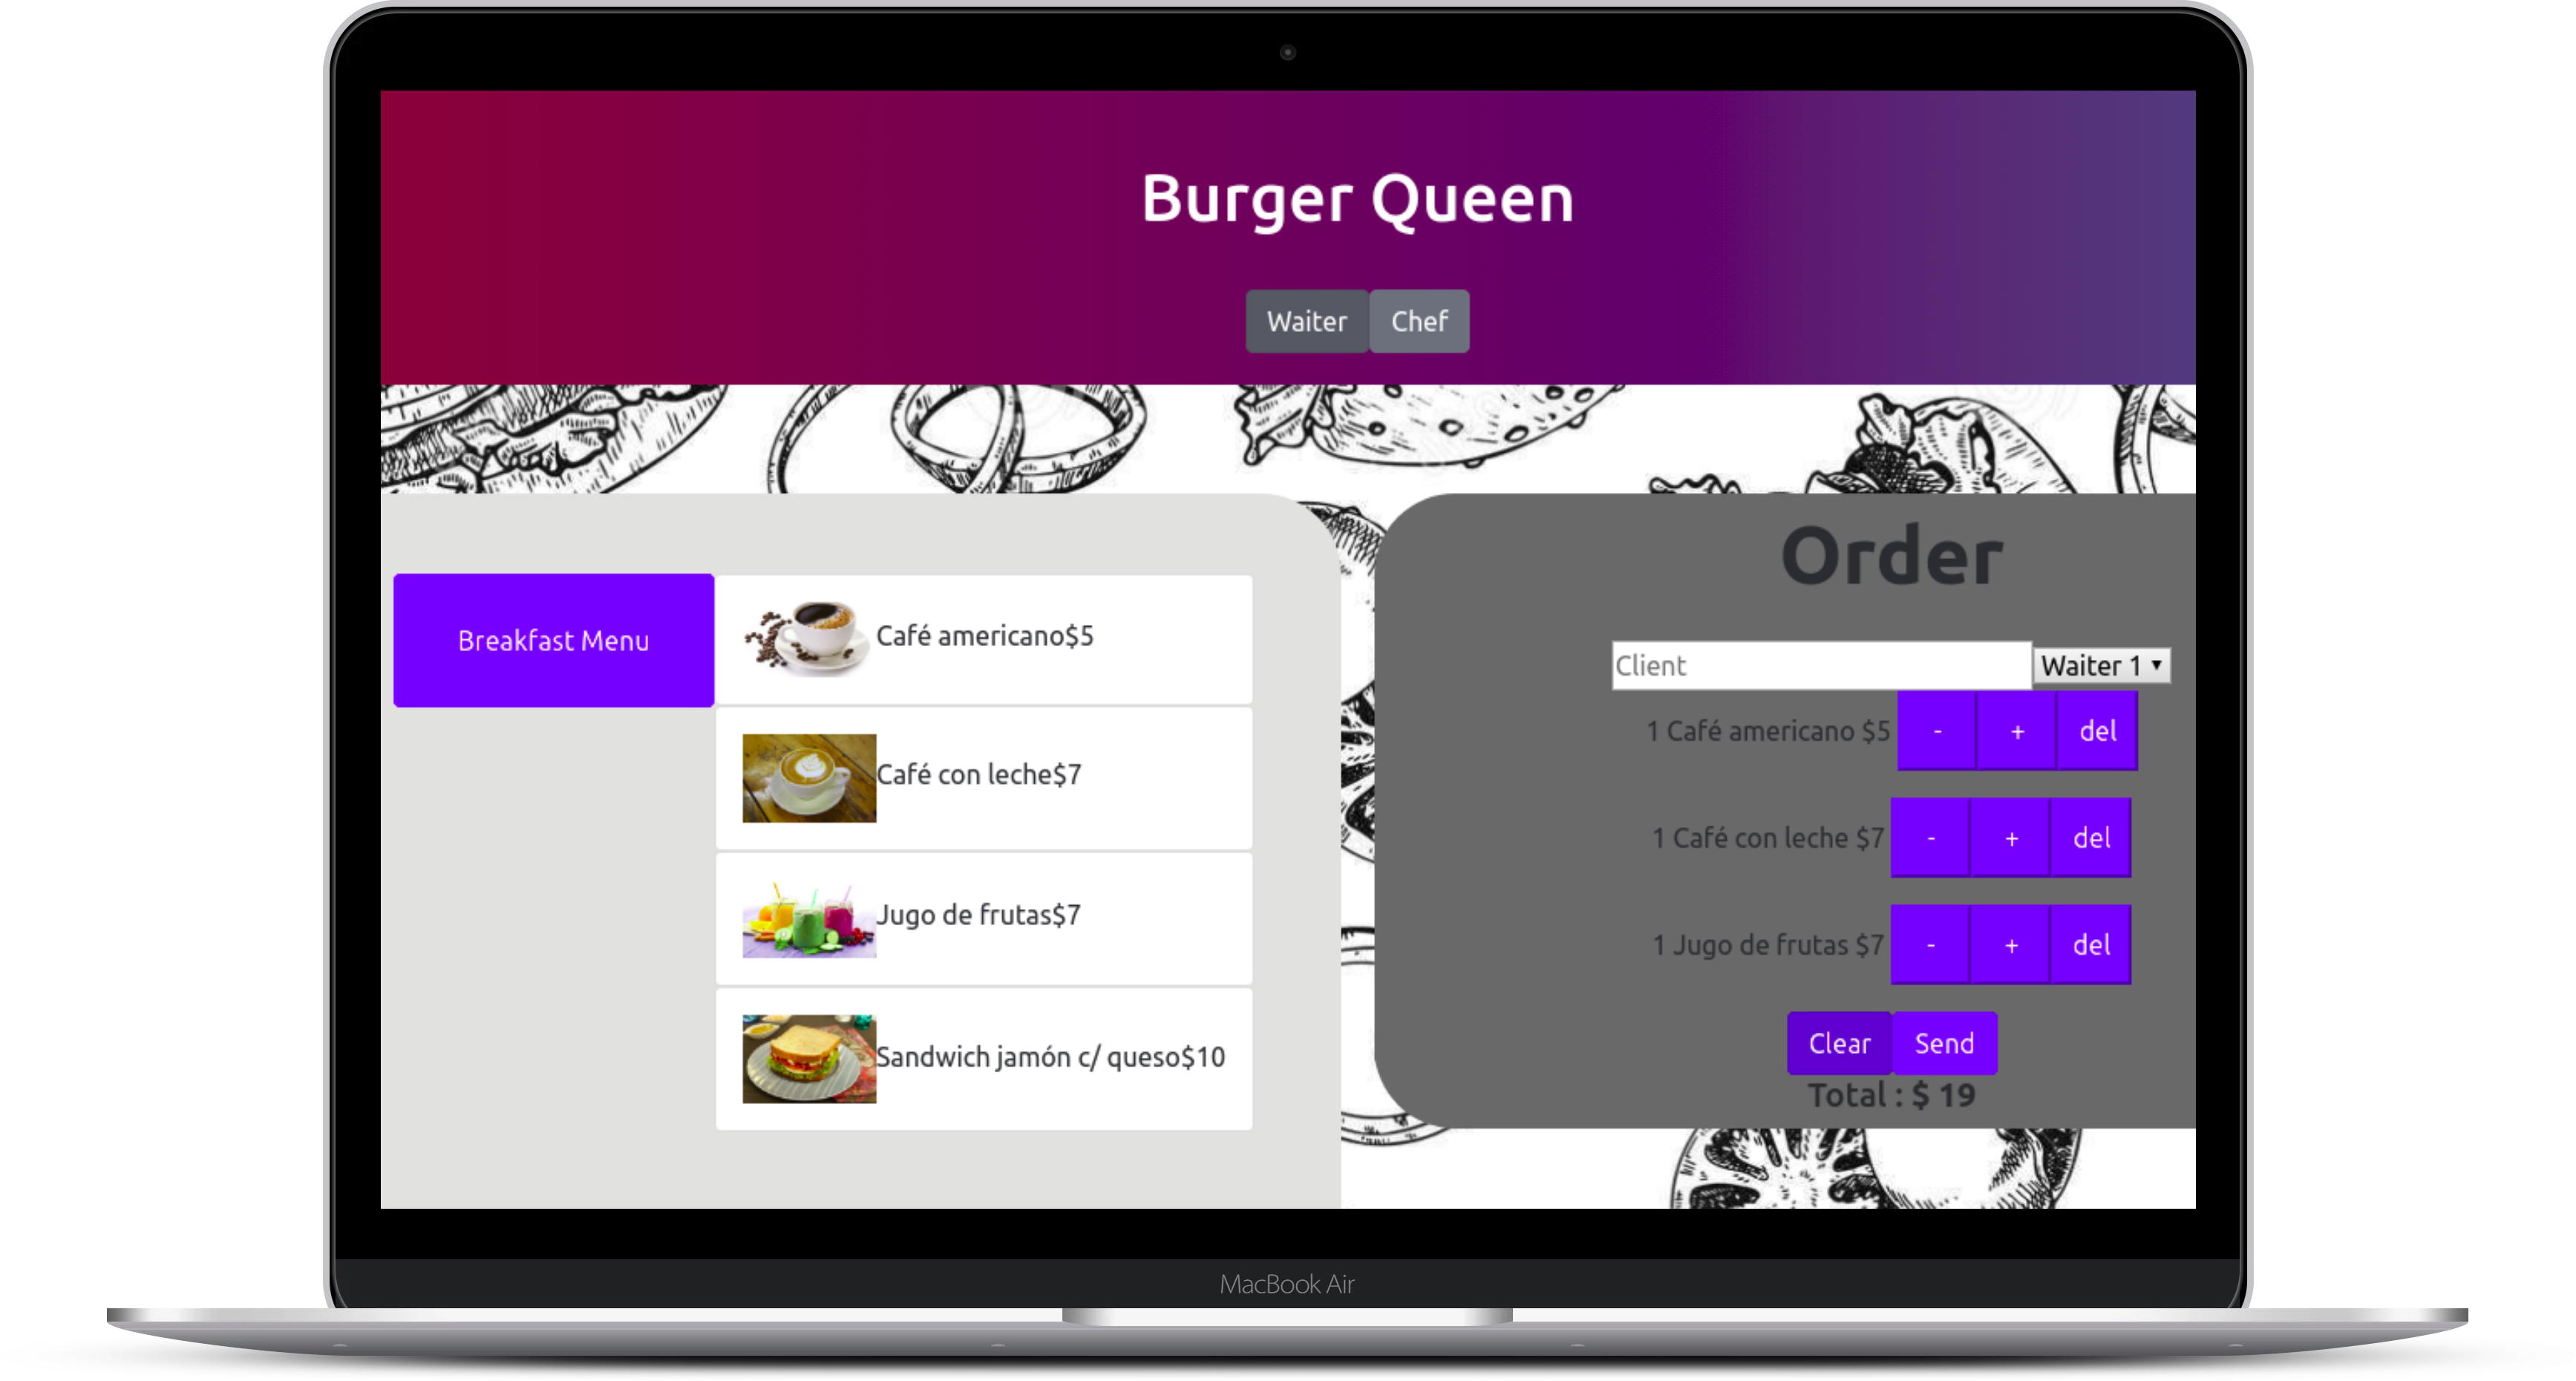 Burger Queen
Waiter Chef
Breakfast Menu
Café americano$5
Café con leche$7
Jugo de frutas$7
Sandwich jamón c/ queso$10
Order
Client Waiter 1
1 Café americano $5 - + del
1 Café con leche $7 - + del
1 Jugo de frutas $7 - + del
Clear Send
Total : $ 19
MacBook Air